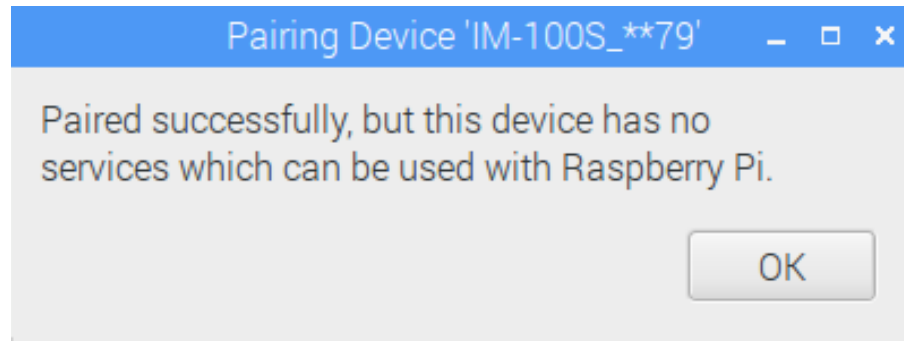 Pairing Device 'IM-100S_**79'
Paired successfully, but this device has no
services which can be used with Raspberry Pi.
OK